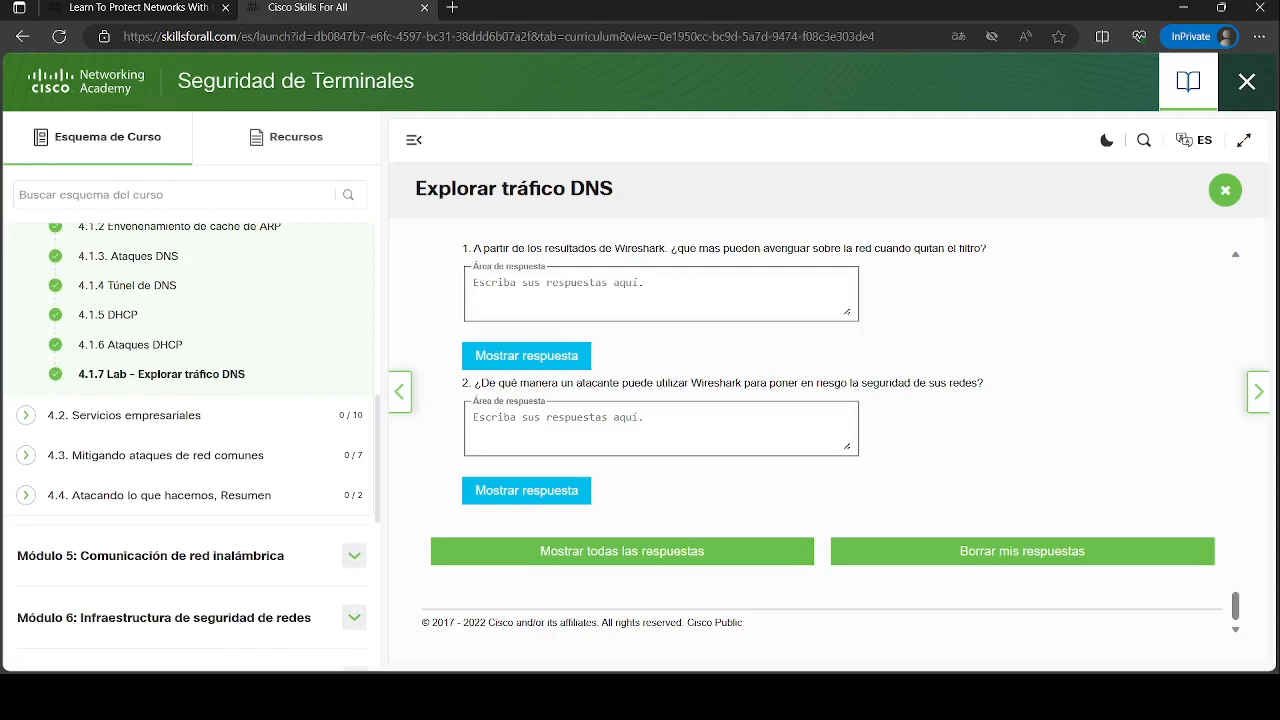 Learn To Protect Networks With
Cisco Skills For All
https://skillsforall.com/es/launch?id=db0847b7-e6fc-4597-bc31-38ddd6b07a2f&tab=curriculum&view=0e1950cc-bc9d-5a7d-9474-f08c3e303de4
InPrivate
Networking
CISCO Academy
Seguridad de Terminales
Esquema de Curso
Recursos
ES
Buscar esquema del curso
Explorar tráfico DNS
4.1.2 Envenenamiento de caché de ARP
4.1.3. Ataques DNS
4.1.4 Túnel de DNS
4.1.5 DHCP
4.1.6 Ataques DHCP
4.1.7 Lab - Explorar tráfico DNS
4.2. Servicios empresariales 0 / 10
4.3. Mitigando ataques de red comunes 0 / 7
4.4. Atacando lo que hacemos, Resumen 0 / 2
Módulo 5: Comunicación de red inalámbrica
Módulo 6: Infraestructura de seguridad de redes
1. A partir de los resultados de Wireshark. ¿qué más pueden averiguar sobre la red cuando quitan el filtro?
Área de respuesta
Escriba sus respuestas aquí.
Mostrar respuesta
2. ¿De qué manera un atacante puede utilizar Wireshark para poner en riesgo la seguridad de sus redes?
Área de respuesta
Escriba sus respuestas aquí.
Mostrar respuesta
Mostrar todas las respuestas
Borrar mis respuestas
© 2017 - 2022 Cisco and/or its affiliates. All rights reserved. Cisco Public